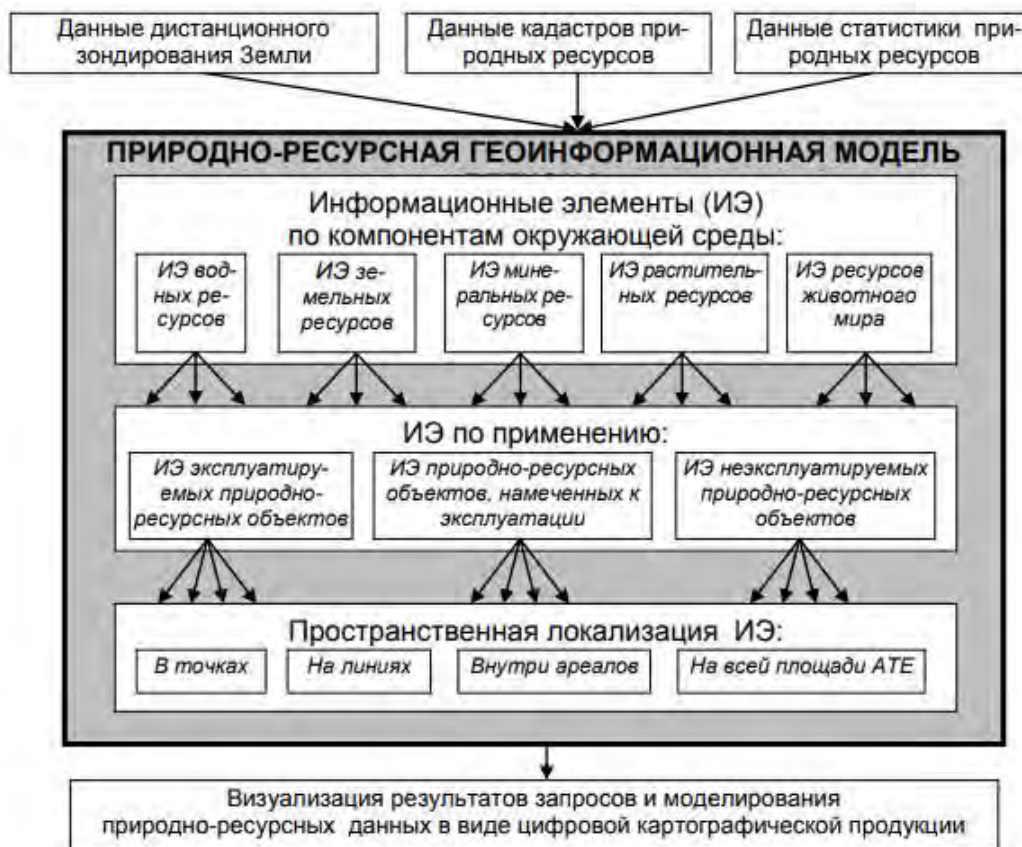 Данные дистанционного
зондирования Земли
Данные кадастров при-
родных ресурсов
Данные статистики при-
родных ресурсов
ПРИРОДНО-РЕСУРСНАЯ ГЕОИНФОРМАЦИОННАЯ МОДЕЛЬ
Информационные элементы (ИЭ)
по компонентам окружающей среды:
ИЭ вод-
ных ре-
сурсов
ИЭ зе-
мельных
ресурсов
ИЭ мине-
ральных ре-
сурсов
ИЭ раститель-
ных ресурсов
ИЭ ресурсов
животного
мира
ИЭ по применению:
ИЭ эксплуатиру-
емых природно-
ресурсных объектов
ИЭ природно-ресурсных
объектов, намеченных к
эксплуатации
ИЭ неэксплуатируемых
природно-ресурсных
объектов
Пространственная локализация ИЭ:
В точках
На линиях
Внутри ареалов
На всей площади АТЕ
Визуализация результатов запросов и моделирования
природно-ресурсных данных в виде цифровой картографической продукции